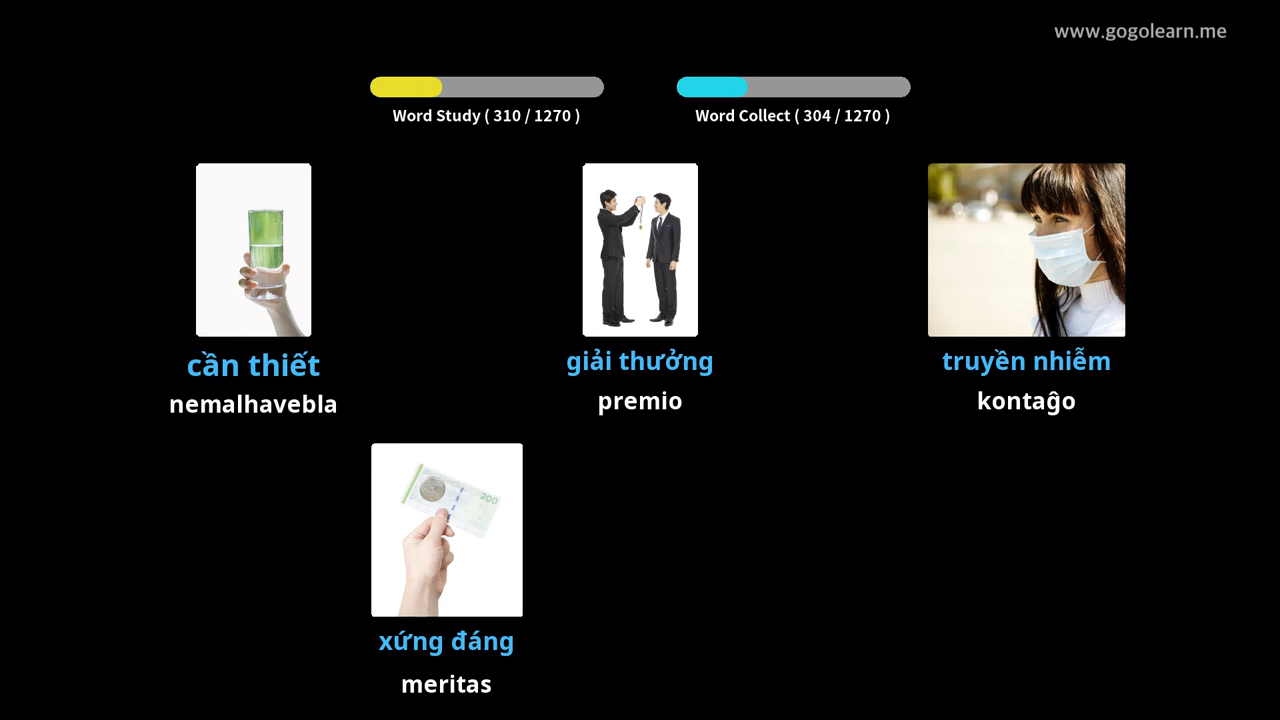 www.gogolearn.me
Word Study ( 310 / 1270 )
Word Collect ( 304 / 1270 )
cần thiết
nemalhavebla
giải thưởng
premio
truyền nhiễm
kontaĝo
200
xứng đáng
meritas